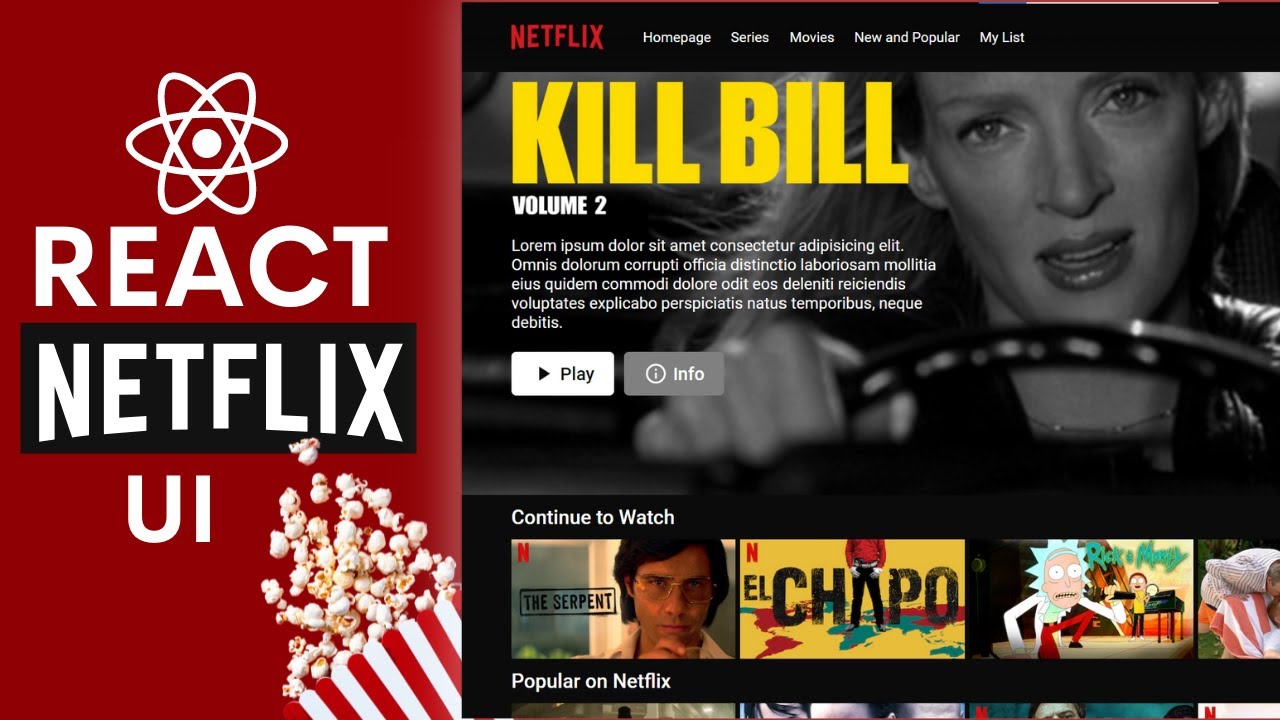 REACT
NETFLIX
UI
NETFLIX
Homepage Series Movies New and Popular My List
KILL BILL
VOLUME 2
Lorem ipsum dolor sit amet consectetur adipisicing elit.
Omnis dolorum corrupti officia distinctio laboriosam mollitia
eius quidem commodi dolore odit eos deleniti reiciendis
voluptates explicabo perspiciatis natus temporibus, neque
debitis.
Play Info
Continue to Watch
N
THE SERPENT
N
EL CHAPO
RICK & MORTY
Popular on Netflix
N
N
N